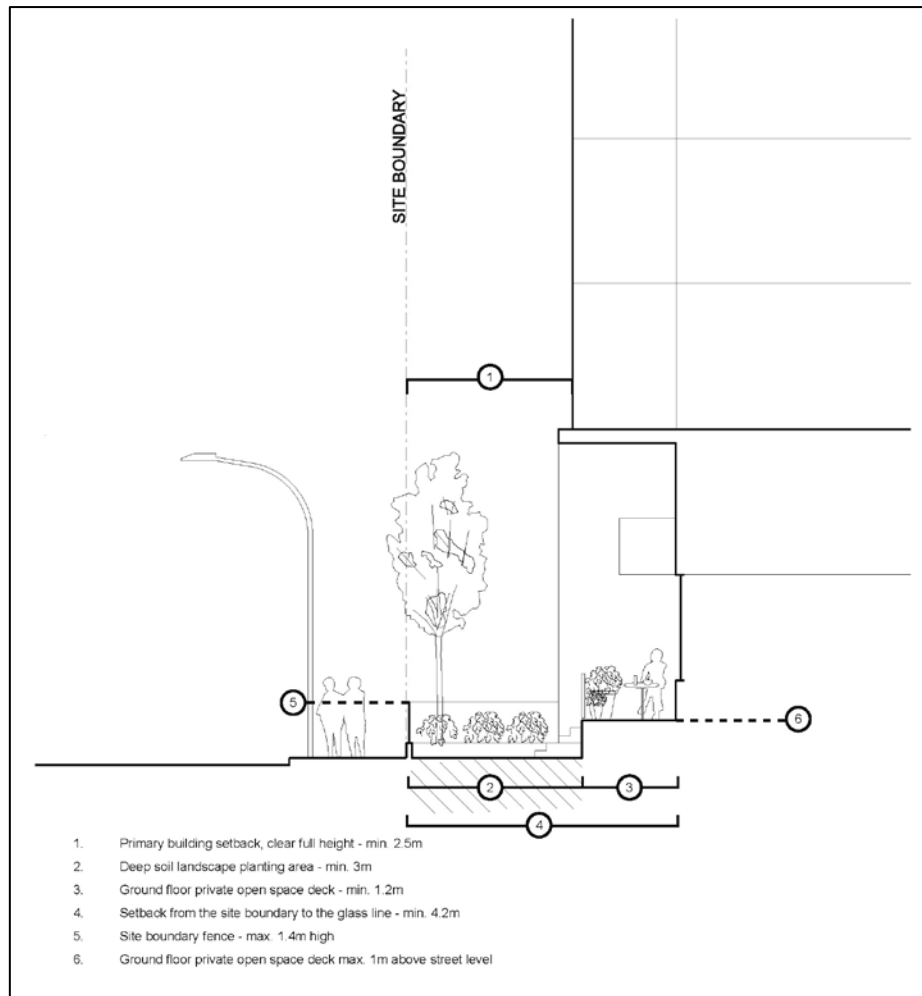 SITE BOUNDARY
1
5
6
2
3
4
1. Primary building setback, clear full height - min. 2.5m
2. Deep soil landscape planting area - min. 3m
3. Ground floor private open space deck - min. 1.2m
4. Setback from the site boundary to the glass line - min. 4.2m
5. Site boundary fence - max. 1.4m high
6. Ground floor private open space deck max. 1m above street level